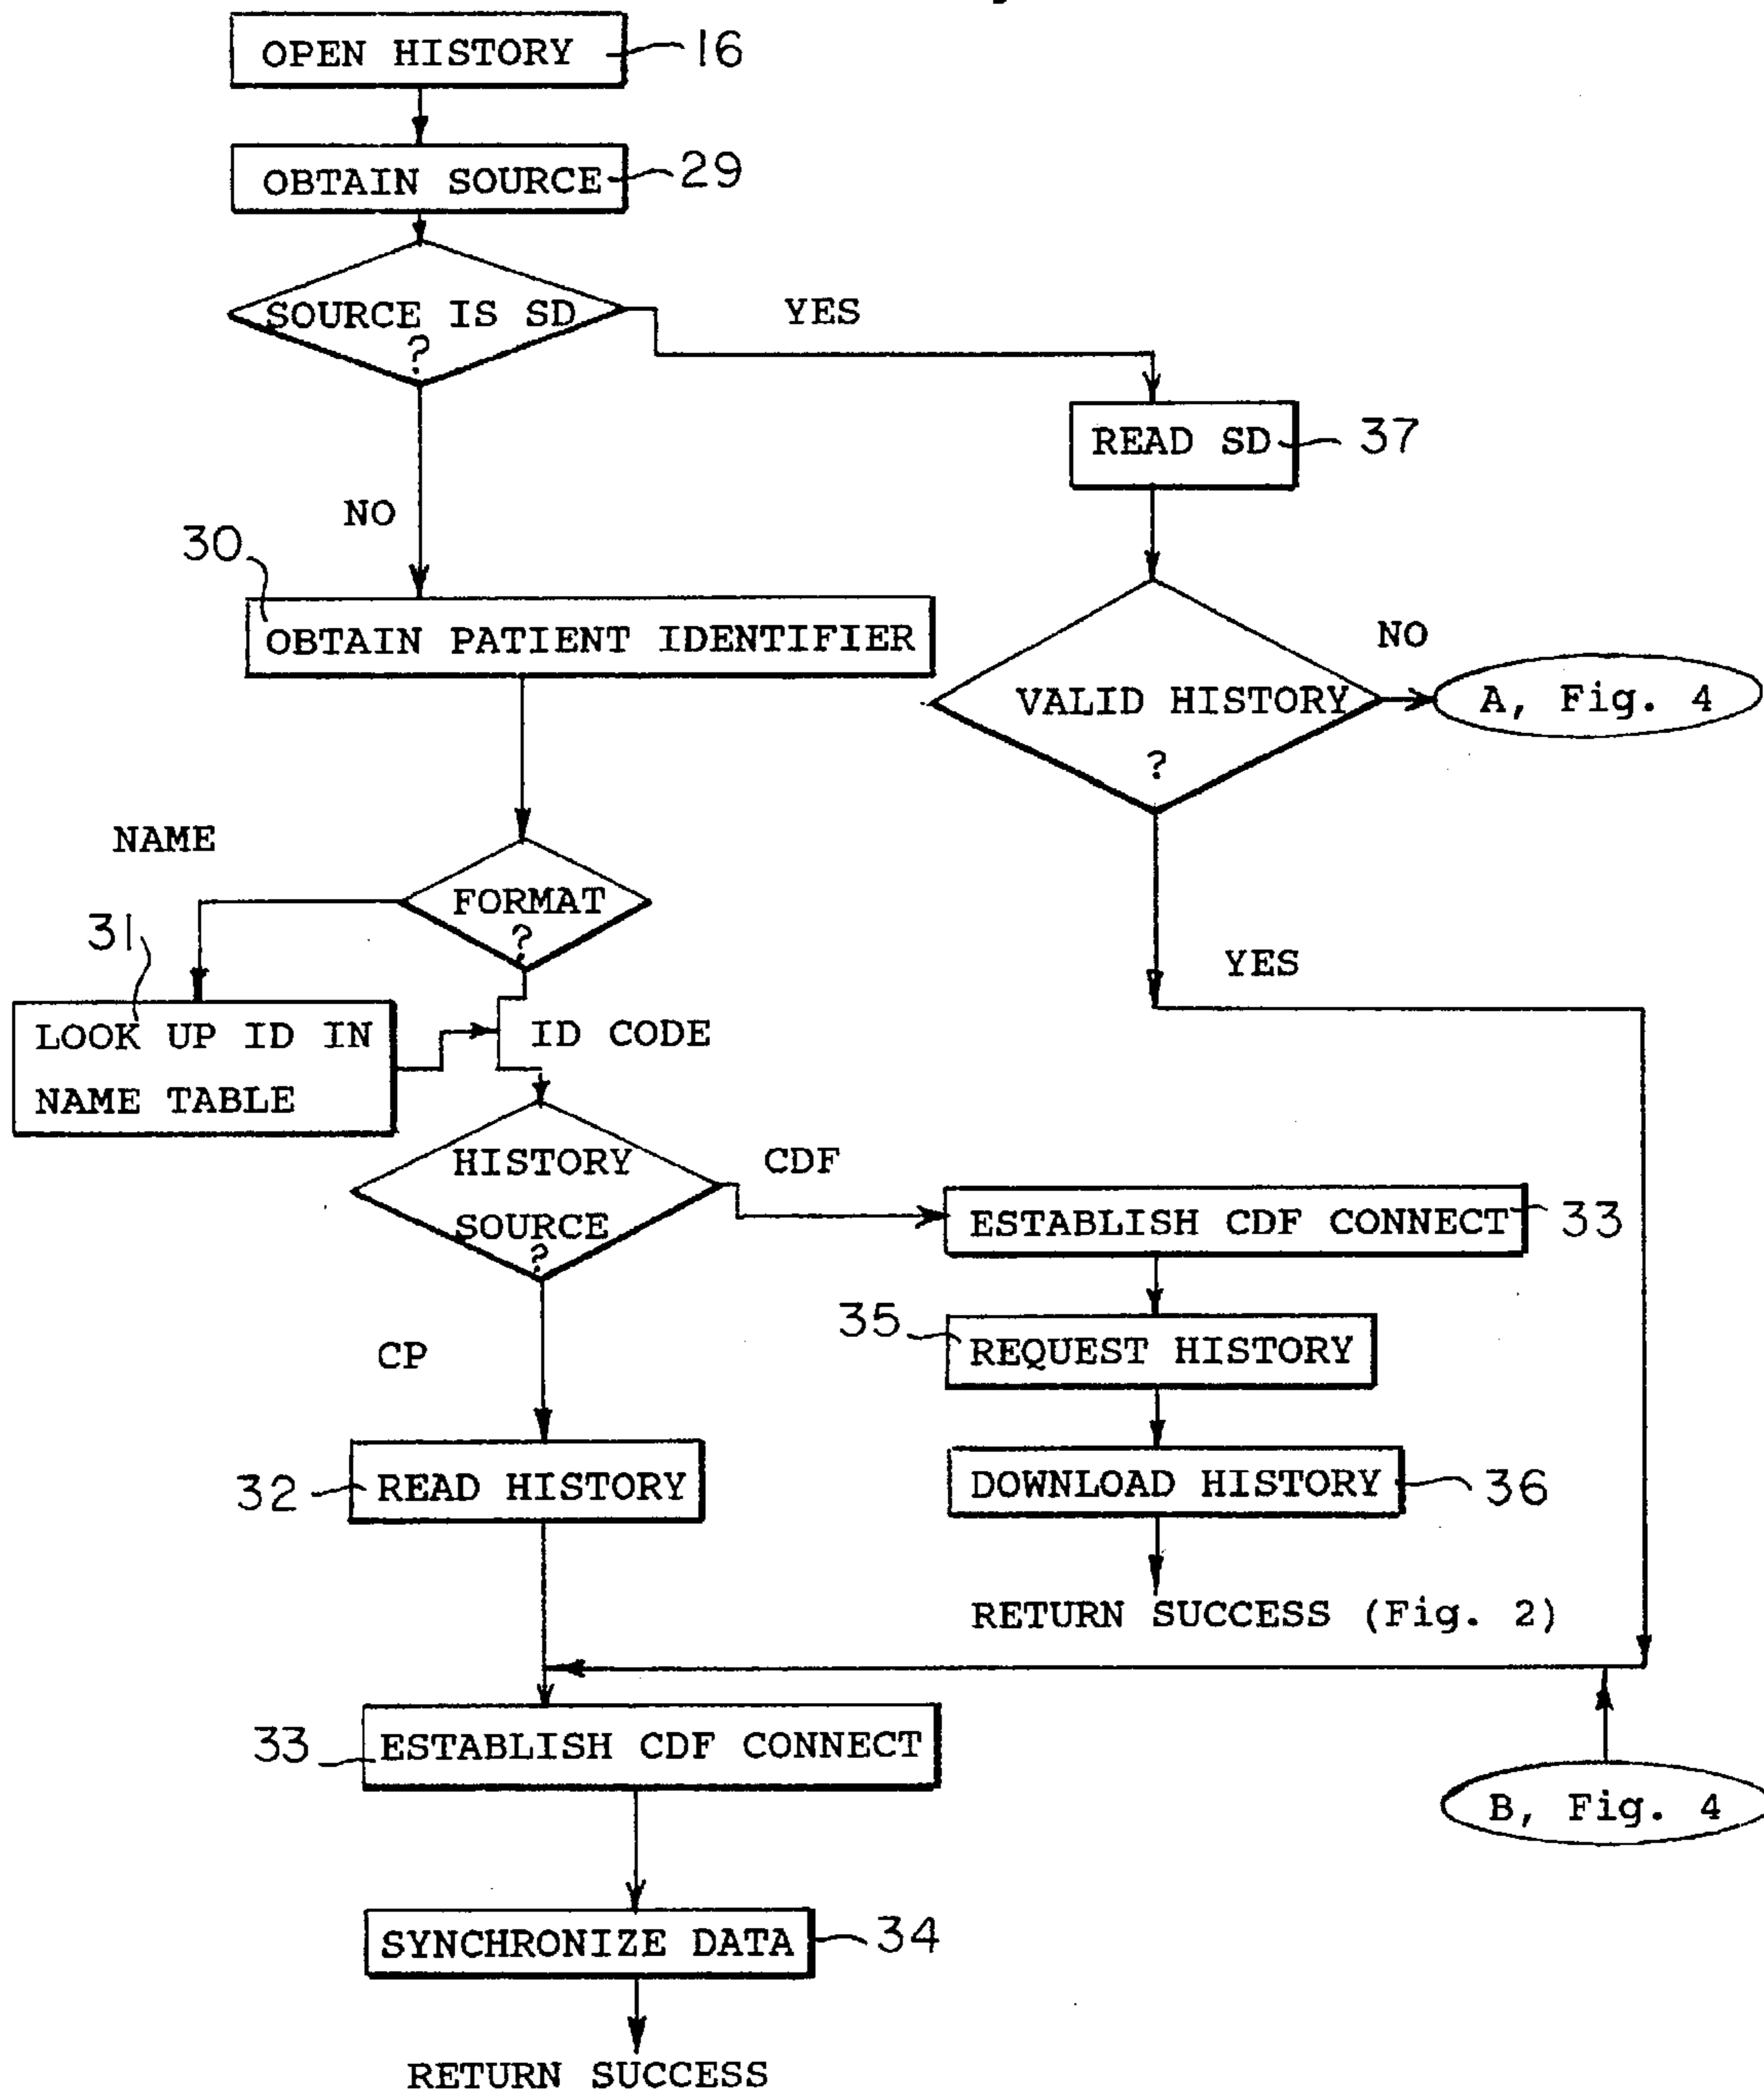 OPEN HISTORY
16
OBTAIN SOURCE
29
SOURCE IS SD
?
YES
READ SD
37
NO
30
OBTAIN PATIENT IDENTIFIER
VALID HISTORY
?
NO
A, Fig. 4
NAME
FORMAT
?
31
YES
LOOK UP ID IN
NAME TABLE
ID CODE
HISTORY
SOURCE
?
CDF
ESTABLISH CDF CONNECT
33
35
REQUEST HISTORY
CP
32
READ HISTORY
DOWNLOAD HISTORY
36
RETURN SUCCESS (Fig. 2)
33
ESTABLISH CDF CONNECT
B, Fig. 4
SYNCHRONIZE DATA
34
RETURN SUCCESS